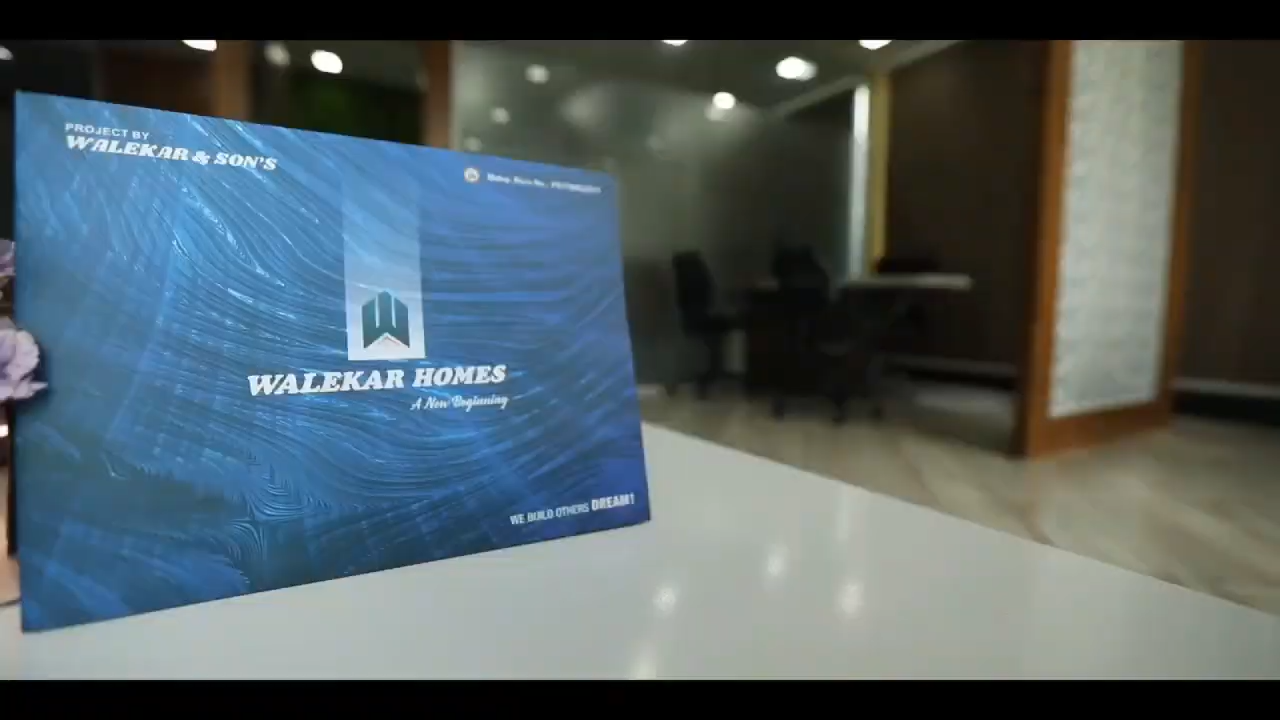 PROJECT BY
WALEKAR & SON'S
WALEKAR HOMES
A New Beginning
WE BUILD OTHERS DREAM!